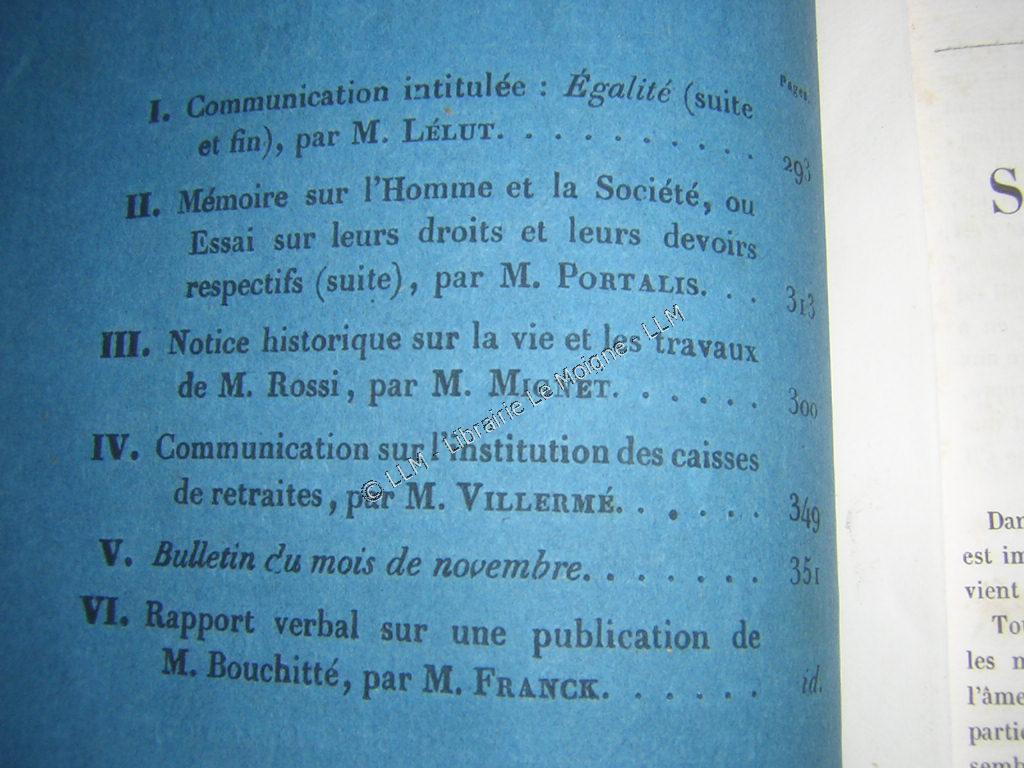 Pages.
I. Communication intitulée : Égalité (suite
et fin), par M. LÉLUT. . . . . . . . . . 293
II. Mémoire sur l'Homme et la Société, ou
Essai sur leurs droits et leurs devoirs
respectifs (suite), par M. PORTALIS. . . 313
III. Notice historique sur la vie et les travaux
de M. Rossi, par M. MIGNET. . . . . . 300
IV. Communication sur l'institution des caisses
de retraites, par M. VILLERMÉ. . . . . . 349
V. Bulletin du mois de novembre. . . . . . . 351
VI. Rapport verbal sur une publication de
M. Bouchitté, par M. FRANCK. . . . . . id.
© LLM - Librairie Le Moigne - LLM
S
est
vient
les
l'âme